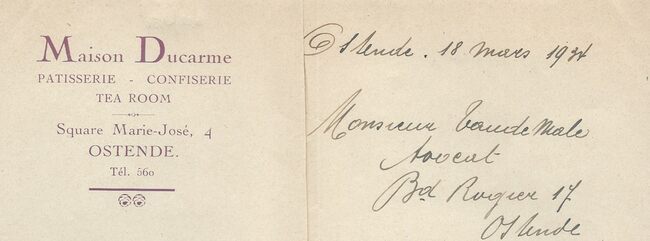 Maison Ducarme
PATISSERIE - CONFISERIE
TEA ROOM
Square Marie-José, 4
OSTENDE.
Tél. 560
Ostende. 18 mars 1934
Monsieur Vandemale
Avocat
Bd Rogier 17
Ostende